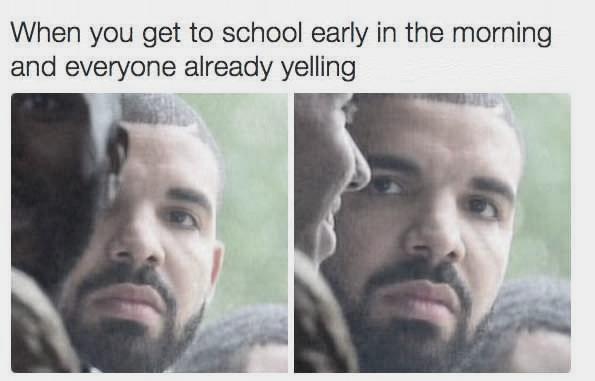 When you get to school early in the morning
and everyone already yelling